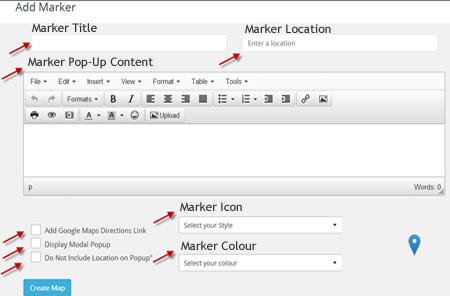 Add Marker
Marker Title Marker Location
Enter a location
Marker Pop-Up Content
File Edit Insert View Format Table Tools
Formats B I
A A Upload
p Words: 0
Add Google Maps Directions Link
Display Modal Popup
Do Not Include Location on Popup*
Marker Icon
Select your Style
Marker Colour
Select your colour
Create Map